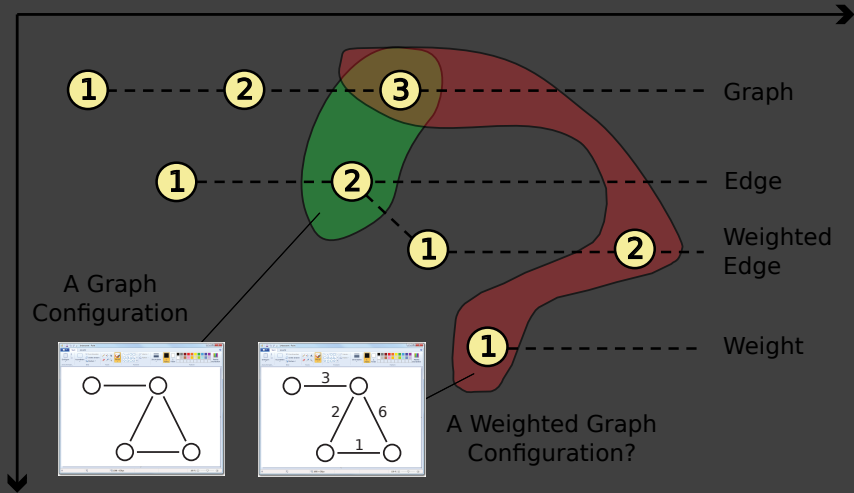 1 2 3 Graph
1 2 Edge
1 2 Weighted
Edge
A Graph
Configuration
1 Weight
3
2 6
1
A Weighted Graph
Configuration?